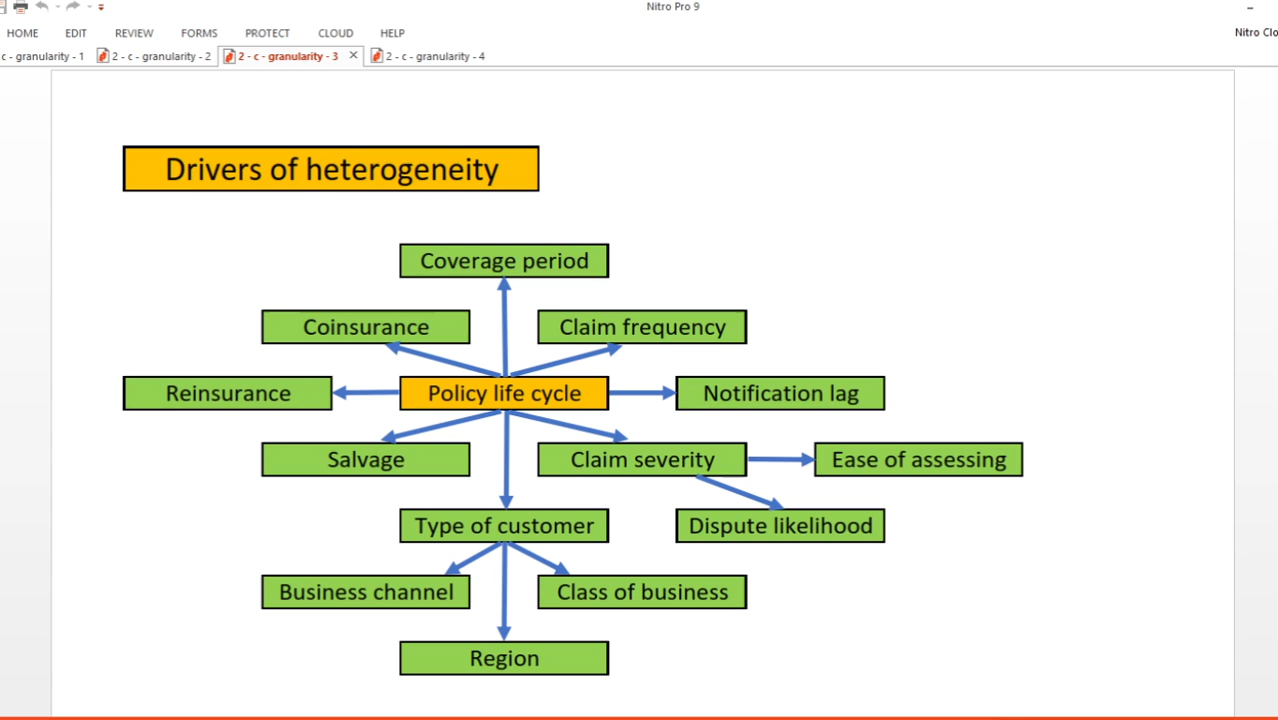 Nitro Pro 9
HOME EDIT REVIEW FORMS PROTECT CLOUD HELP
Nitro Clo
c - granularity - 1 2 - c - granularity - 2 2 - c - granularity - 3 2 - c - granularity - 4
Drivers of heterogeneity
Coverage period
Coinsurance Claim frequency
Reinsurance Policy life cycle Notification lag
Salvage Claim severity Ease of assessing
Type of customer Dispute likelihood
Business channel Class of business
Region